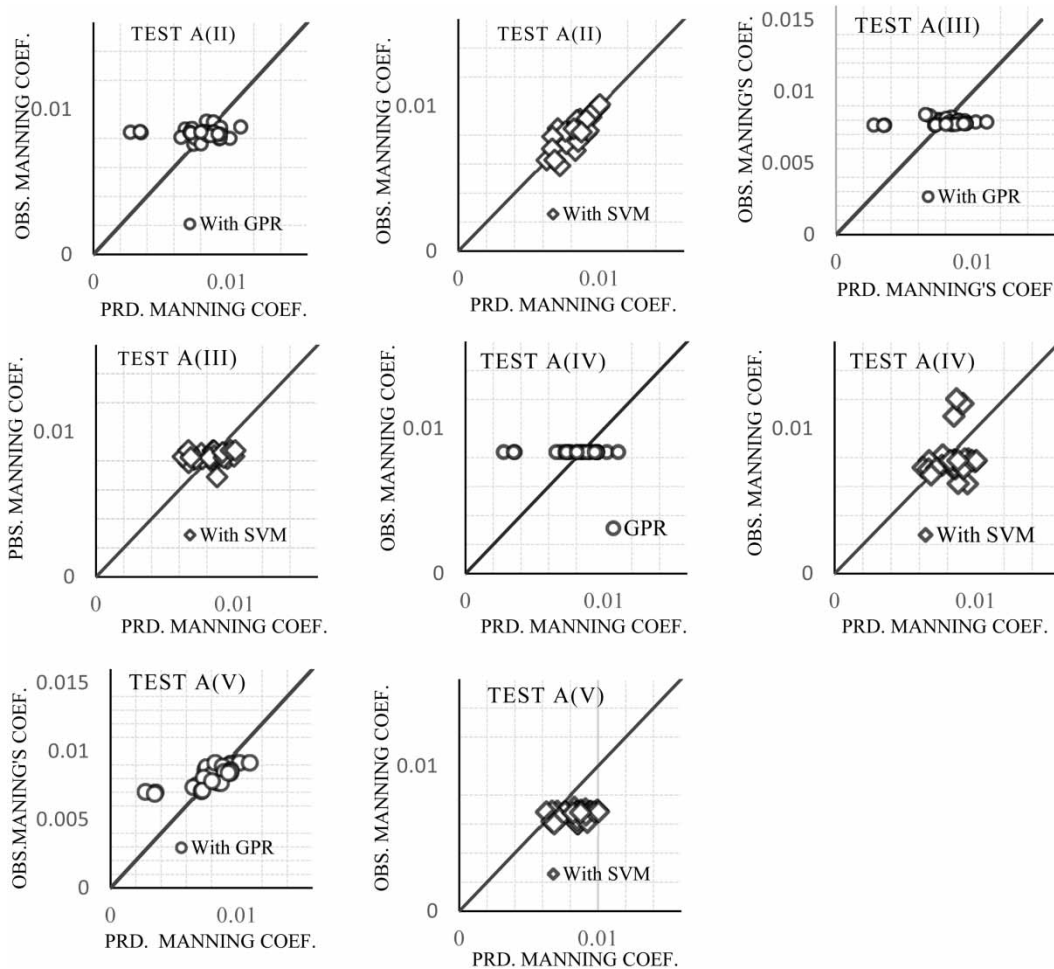 TEST A(II)
OBS. MANNING COEF.
0.01
With GPR
0
0
0.01
PRD. MANNING COEF.
TEST A(II)
OBS. MANNING COEF.
0.01
With SVM
0
0
0.01
PRD. MANNING COEF.
0.015
TEST A(III)
OBS. MANNING'S COEF.
0.01
0.005
With GPR
0
0
0.01
PRD. MANNING'S COEF.
TEST A(III)
PBS. MANNING COEF.
0.01
With SVM
0
0
0.01
PRD. MANNING COEF.
TEST A(IV)
OBS. MANNING COEF.
0.01
GPR
0
0
0.01
PRD. MANNING COEF.
TEST A(IV)
OBS. MANNING COEF.
0.01
With SVM
0
0
0.01
PRD. MANNING COEF.
0.015
TEST A(V)
OBS.MANING'S COEF.
0.01
0.005
With GPR
0
0
0.01
PRD. MANNING COEF.
TEST A(V)
OBS. MANNING COEF.
0.01
With SVM
0
0
0.01
PRD. MANNING COEF.